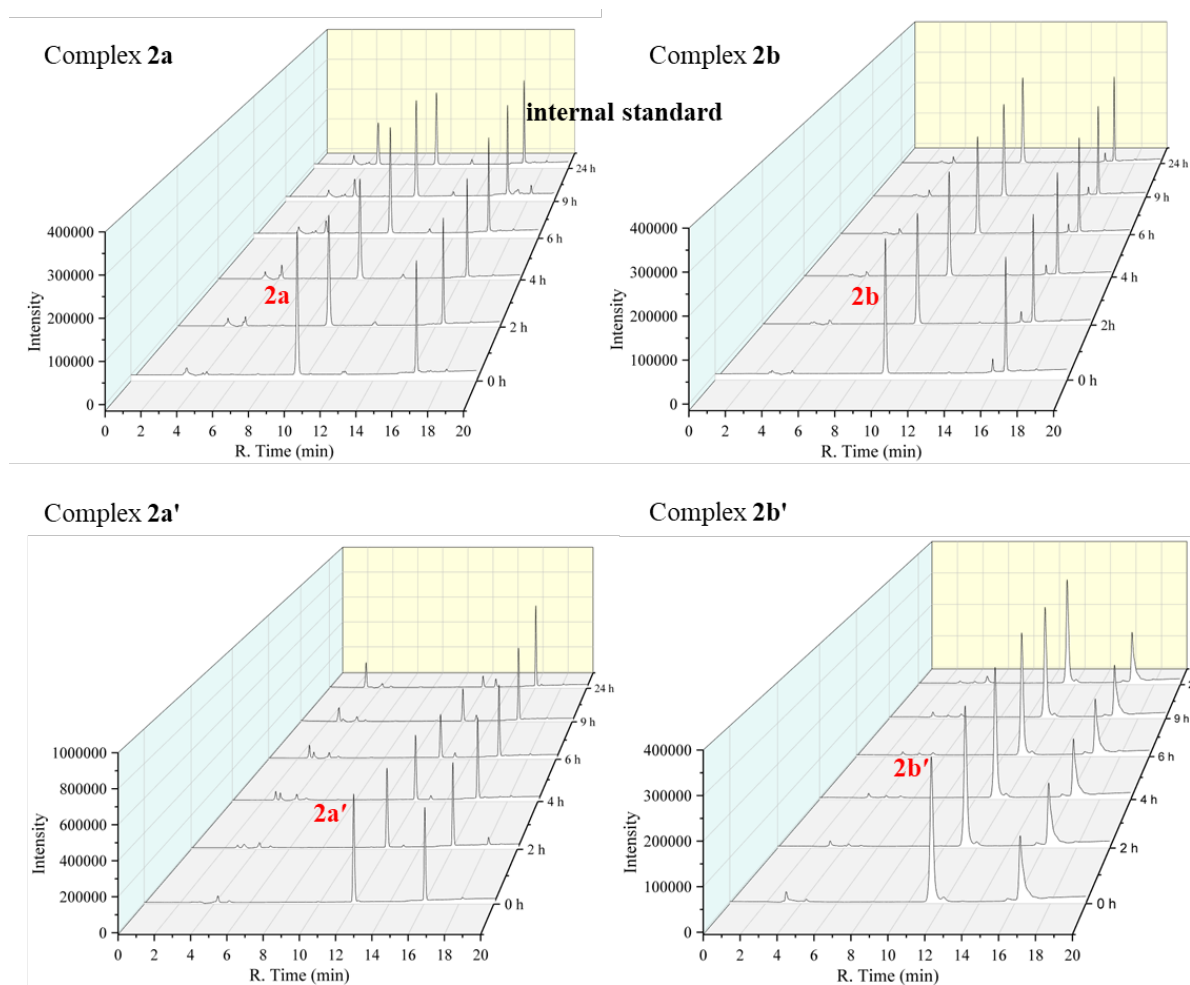 Complex 2a
Complex 2b
internal standard
24 h
9 h
6 h
4 h
2 h
0 h
400000
300000
200000
100000
0
Intensity
2a
0 2 4 6 8 10 12 14 16 18 20
R. Time (min)
24 h
9 h
6 h
4 h
2h
0 h
400000
300000
200000
100000
0
Intensity
2b
0 2 4 6 8 10 12 14 16 18 20
R. Time (min)
Complex 2a'
Complex 2b'
24 h
9 h
6 h
4 h
2 h
0 h
1000000
800000
600000
400000
200000
0
Intensity
2a′
0 2 4 6 8 10 12 14 16 18 20
R. Time (min)
9 h
6 h
4 h
2 h
0 h
400000
300000
200000
100000
0
Intensity
2b′
0 2 4 6 8 10 12 14 16 18 20
R. Time (min)